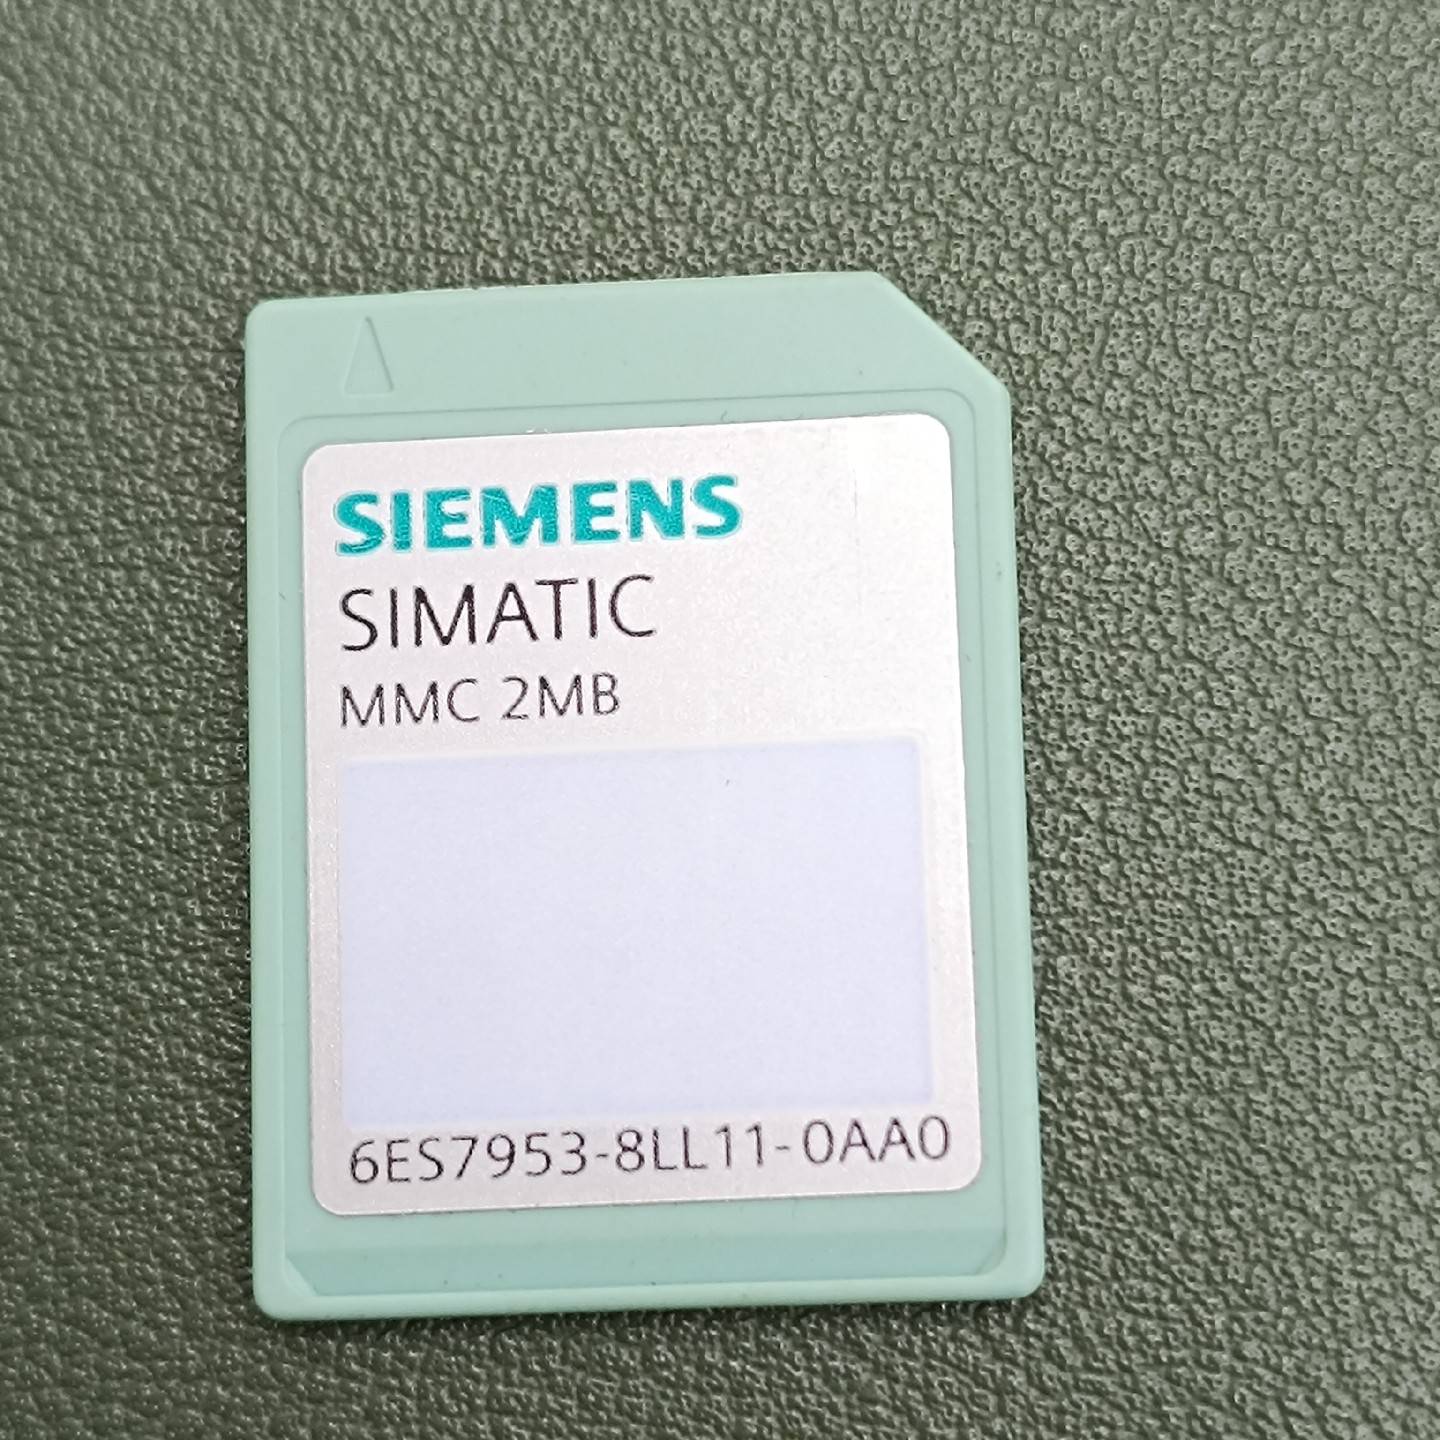 SIEMENS
SIMATIC
MMC 2MB
6ES7953-8LL11-0AA0